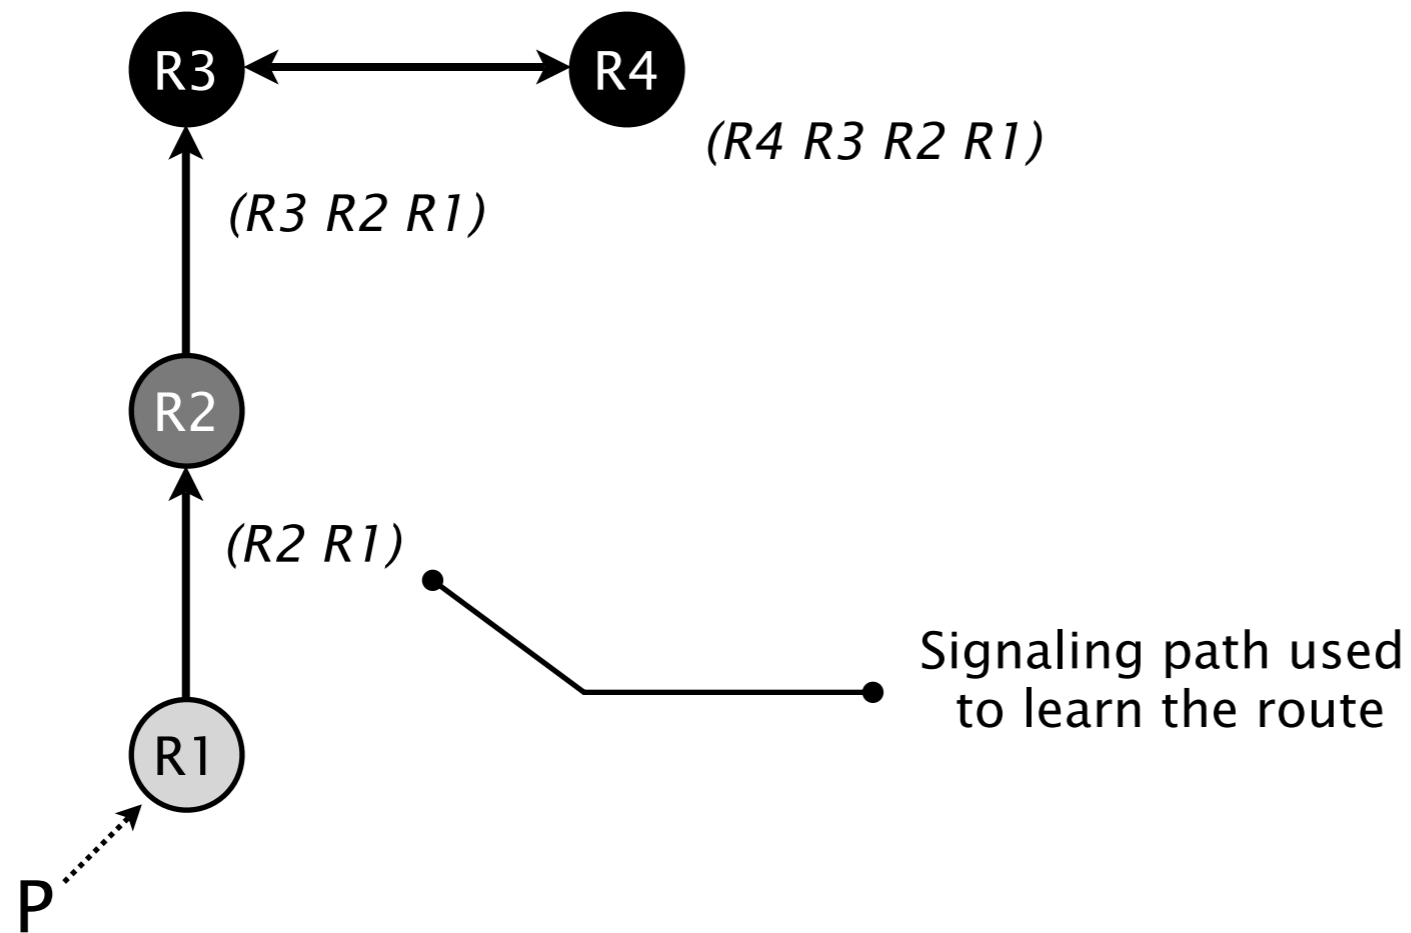 R3
R4
(R4 R3 R2 R1)
(R3 R2 R1)
R2
(R2 R1)
Signaling path used
to learn the route
R1
P